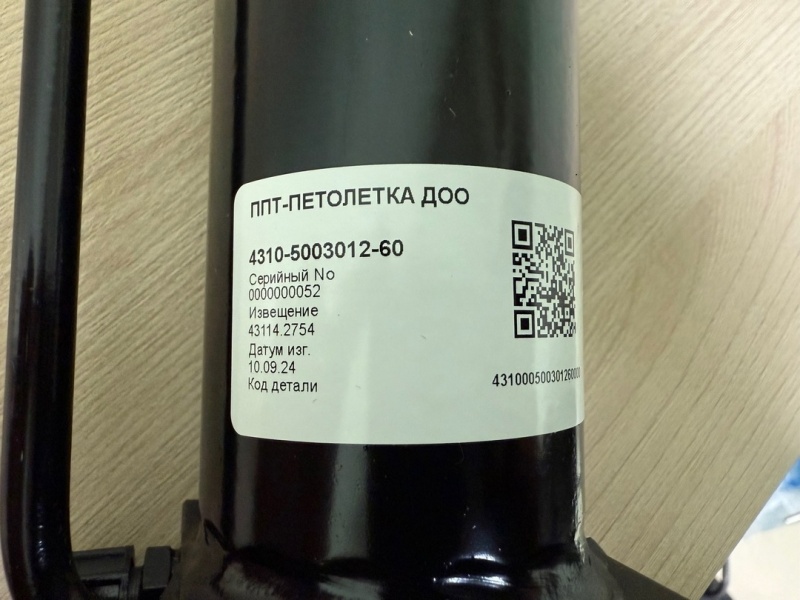 ППТ-ПЕТОЛЕТКА ДОО
4310-5003012-60
Серийный No
0000000052
Извещение
43114.2754
Датум изг.
10.09.24
Код детали
431000500301260000